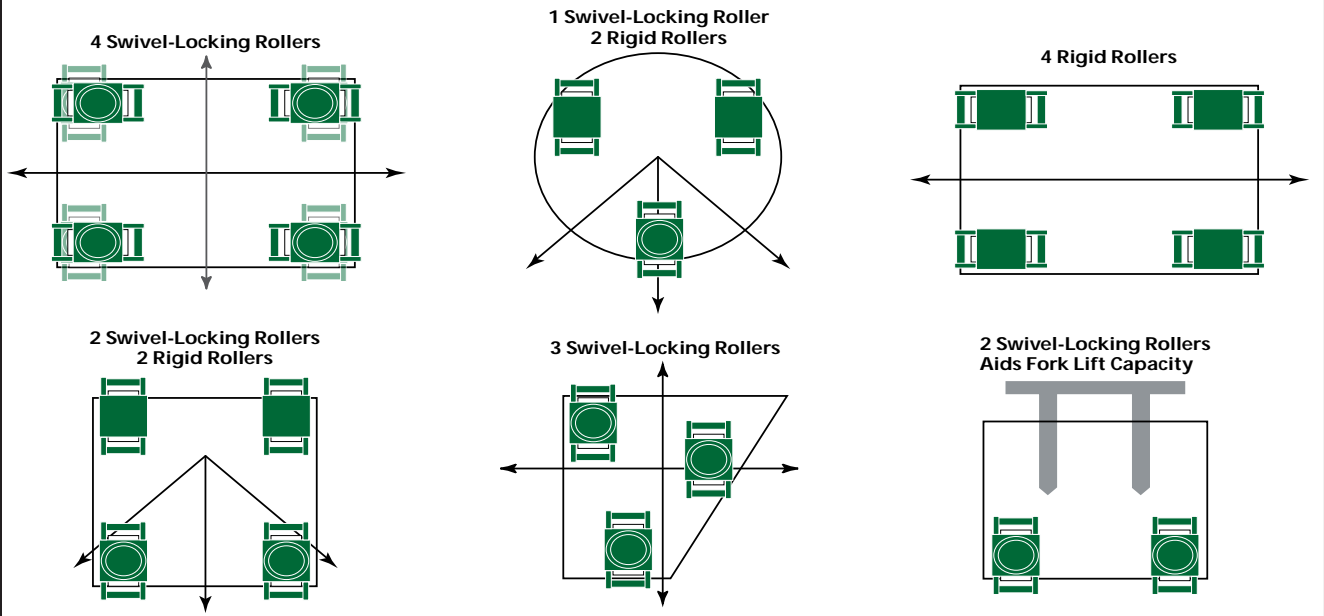 4 Swivel-Locking Rollers
1 Swivel-Locking Roller
2 Rigid Rollers
4 Rigid Rollers
2 Swivel-Locking Rollers
2 Rigid Rollers
3 Swivel-Locking Rollers
2 Swivel-Locking Rollers
Aids Fork Lift Capacity